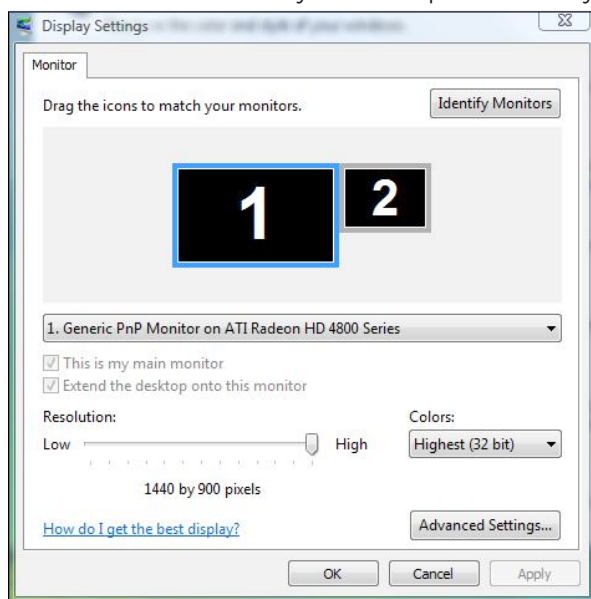 Display Settings
Monitor
Drag the icons to match your monitors.
Identify Monitors
1
2
1. Generic PnP Monitor on ATI Radeon HD 4800 Series
This is my main monitor
Extend the desktop onto this monitor
Resolution:
Colors:
Low
High
Highest (32 bit)
1440 by 900 pixels
How do I get the best display?
Advanced Settings...
OK
Cancel
Apply